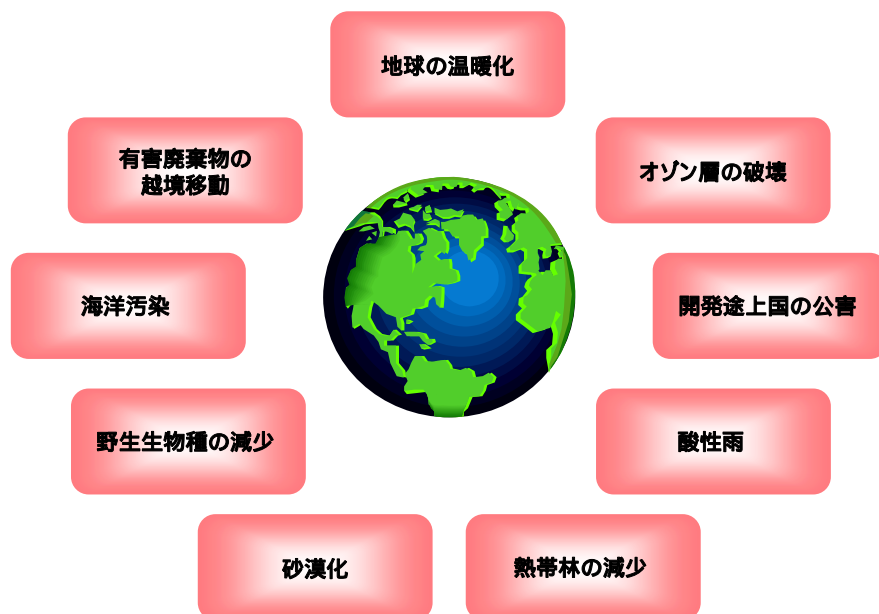 地球の温暖化
有害廃棄物の
越境移動
オゾン層の破壊
海洋汚染
開発途上国の公害
野生生物種の減少
酸性雨
砂漠化
熱帯林の減少